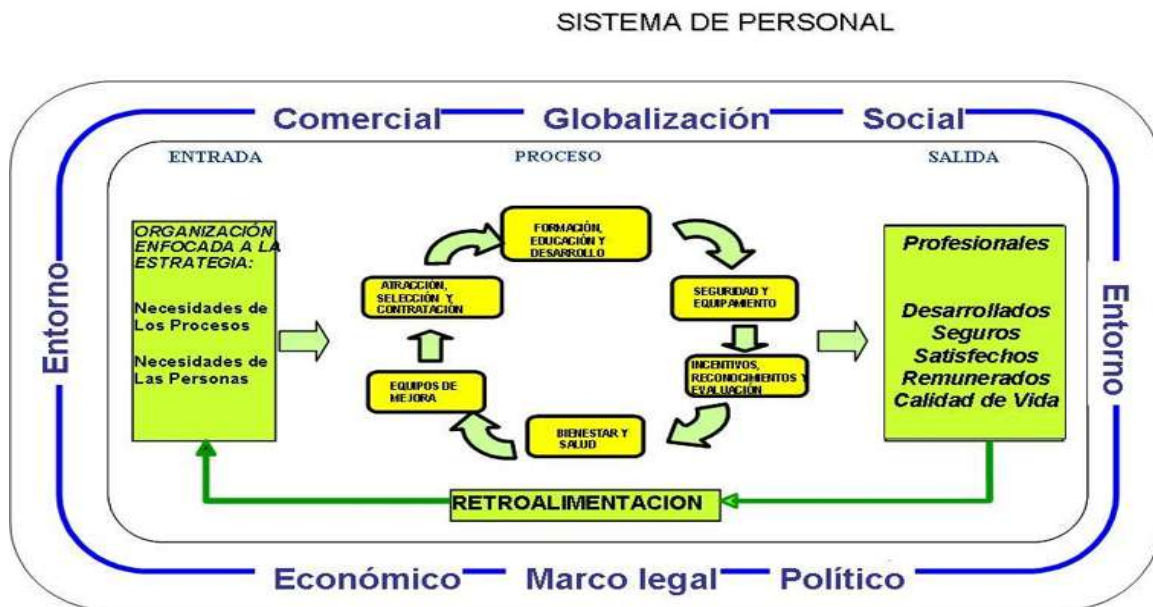 SISTEMA DE PERSONAL
Comercial
Globalización
Social
ENTRADA
PROCESO
SALIDA
Entorno
ORGANIZACIÓN
ENFOCADA A LA
ESTRATEGIA:
Necesidades de
Los Procesos
Necesidades de
Las Personas
FORMACIÓN,
EDUCACIÓN Y
DESARROLLO
ATRACCIÓN,
SELECCIÓN Y
CONTRATACIÓN
SEGURIDAD Y
EQUIPAMIENTO
EQUIPOS DE
MEJORA
INCENTIVOS,
RECONOCIMIENTOS Y
EVALUACIÓN
BIENESTAR Y
SALUD
Profesionales
Desarrollados
Seguros
Satisfechos
Remunerados
Calidad de Vida
Entorno
RETROALIMENTACION
Económico
Marco legal
Político